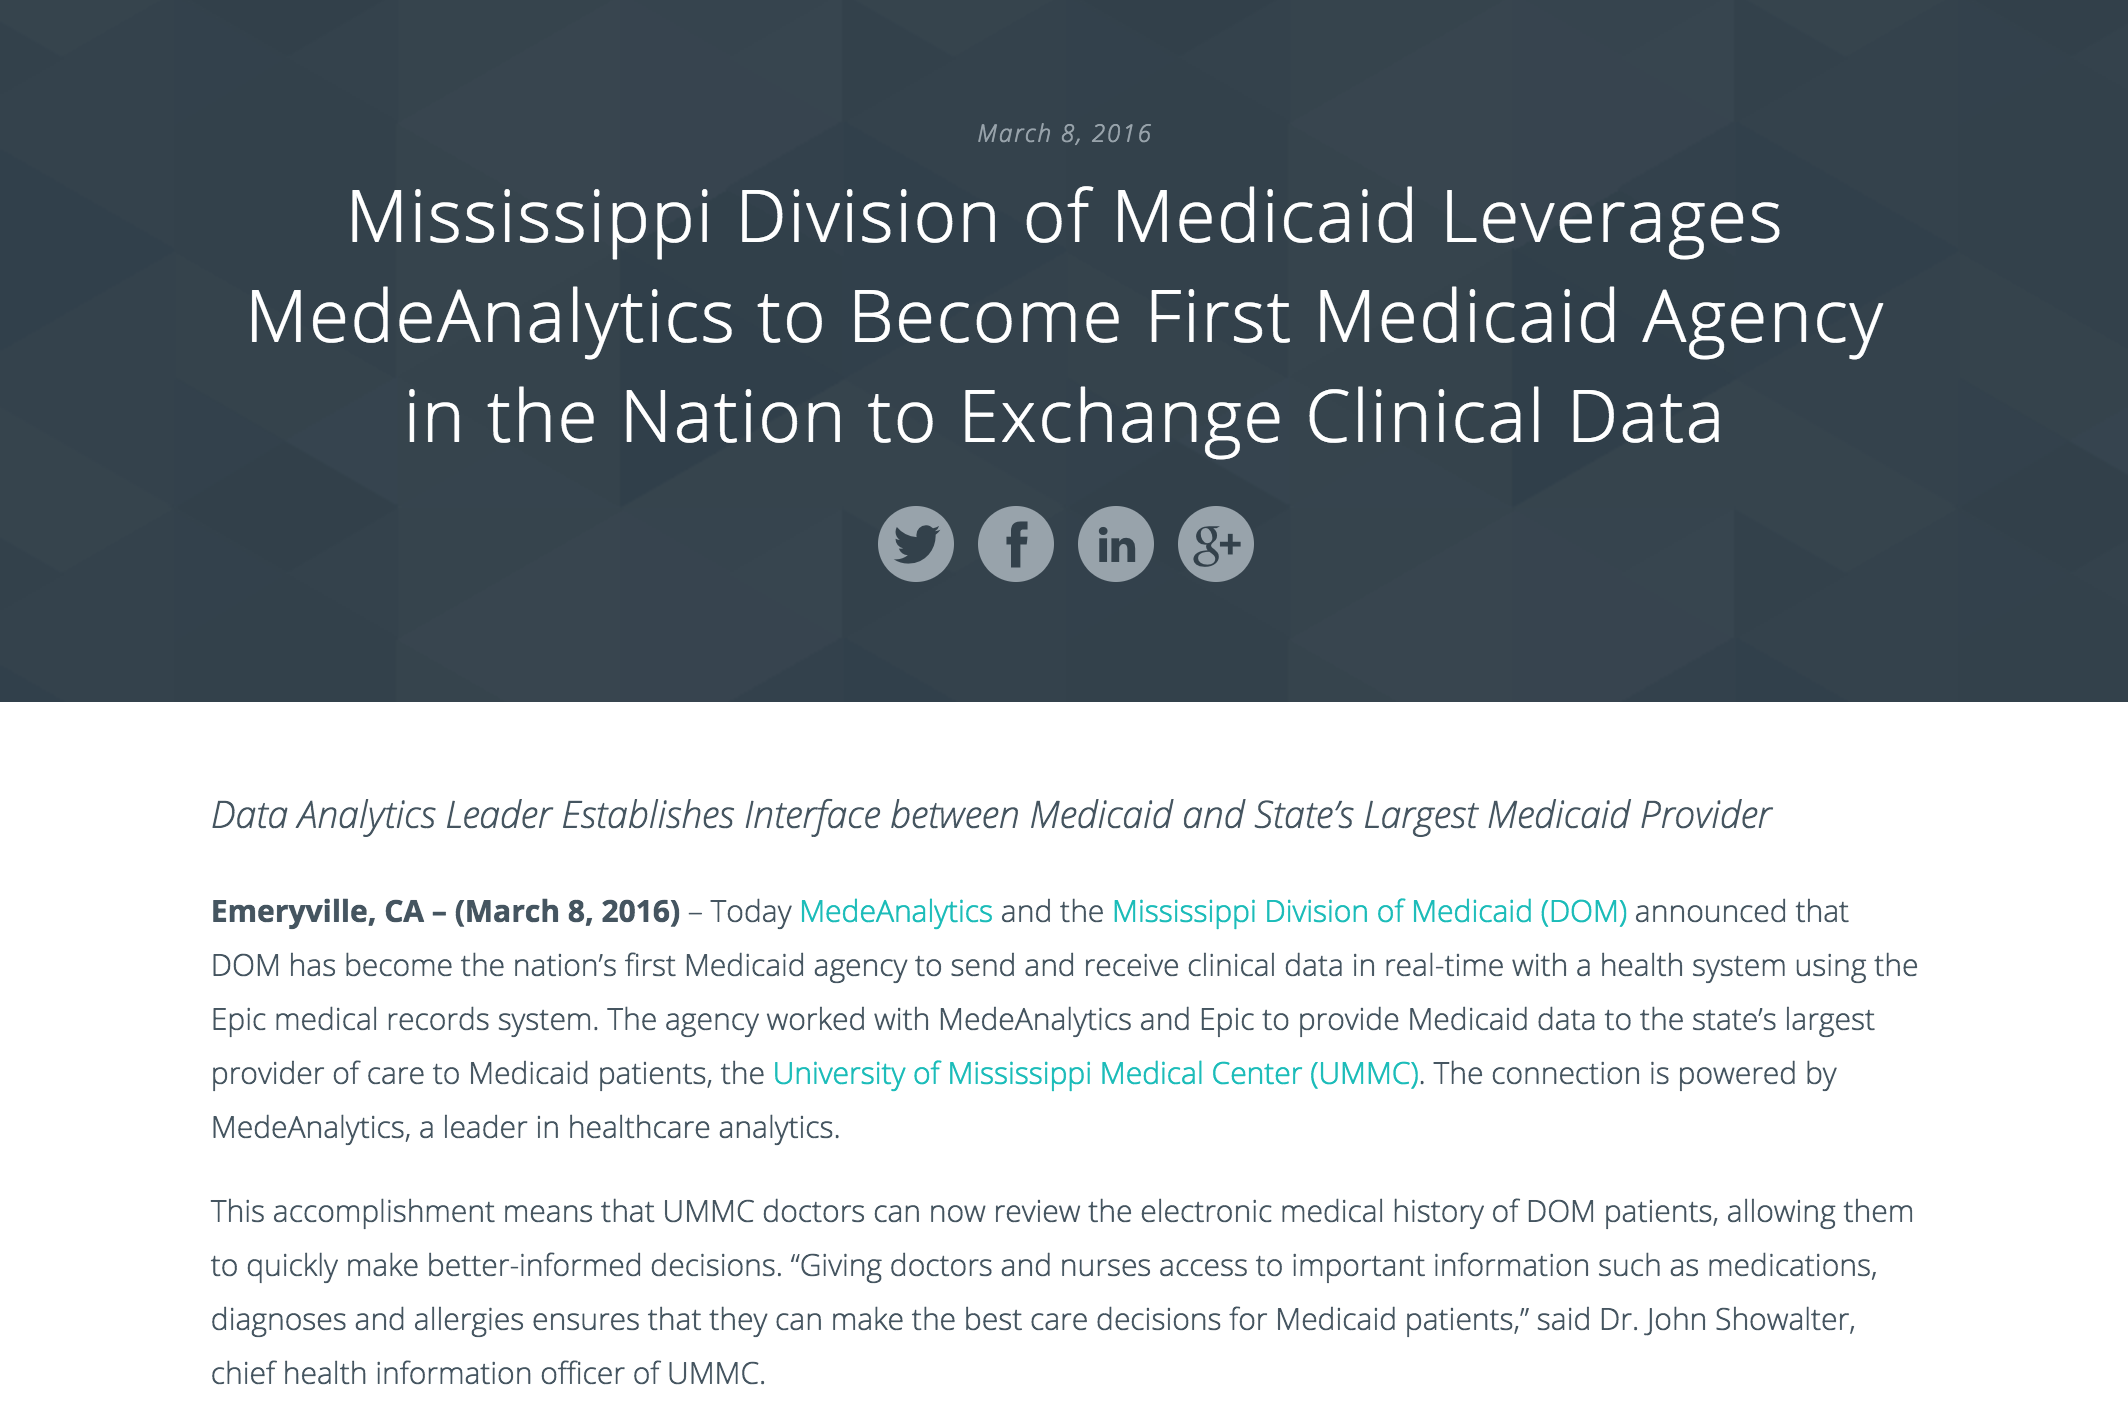 March 8, 2016
Mississippi Division of Medicaid Leverages
MedeAnalytics to Become First Medicaid Agency
in the Nation to Exchange Clinical Data
f in g+
Data Analytics Leader Establishes Interface between Medicaid and State’s Largest Medicaid Provider
Emeryville, CA – (March 8, 2016) – Today MedeAnalytics and the Mississippi Division of Medicaid (DOM) announced that
DOM has become the nation’s first Medicaid agency to send and receive clinical data in real-time with a health system using the
Epic medical records system. The agency worked with MedeAnalytics and Epic to provide Medicaid data to the state’s largest
provider of care to Medicaid patients, the University of Mississippi Medical Center (UMMC). The connection is powered by
MedeAnalytics, a leader in healthcare analytics.
This accomplishment means that UMMC doctors can now review the electronic medical history of DOM patients, allowing them
to quickly make better-informed decisions. “Giving doctors and nurses access to important information such as medications,
diagnoses and allergies ensures that they can make the best care decisions for Medicaid patients,” said Dr. John Showalter,
chief health information officer of UMMC.